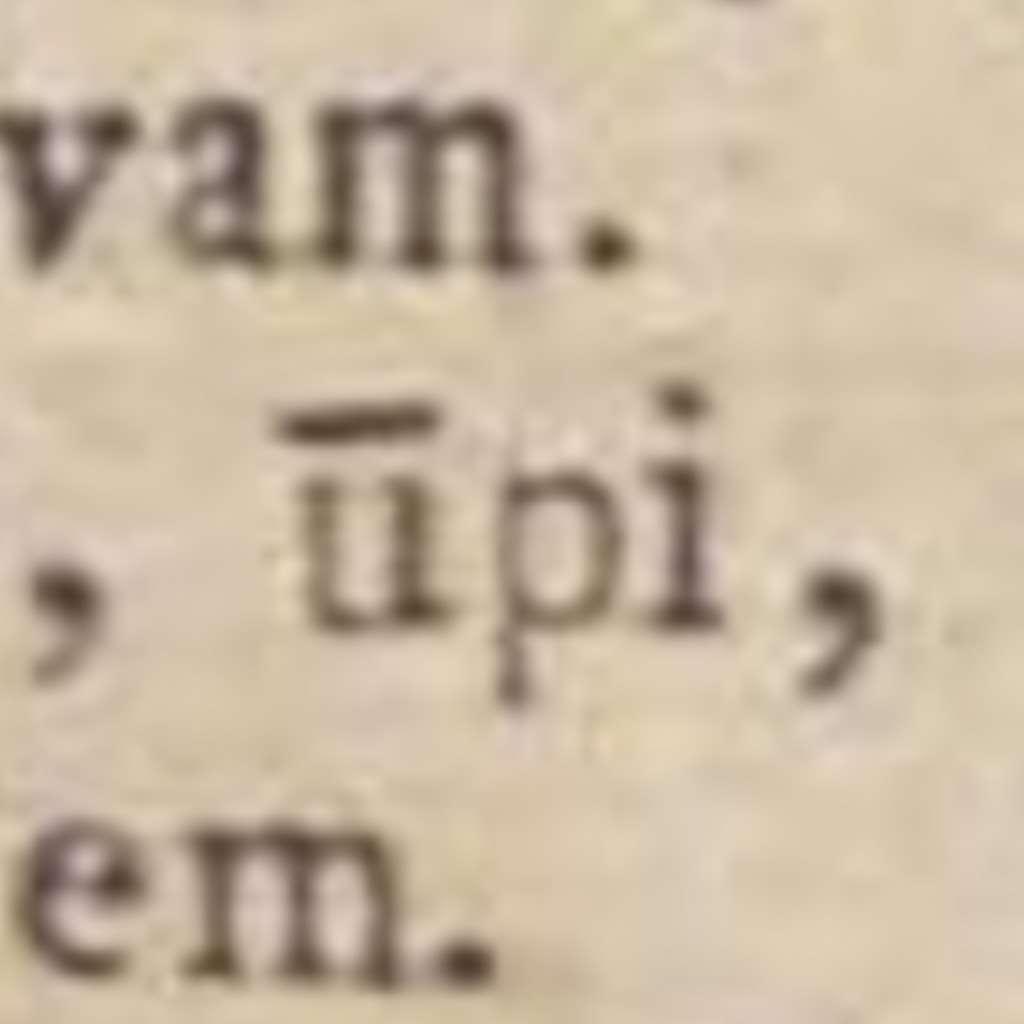 vam.
, ūpi,
em.